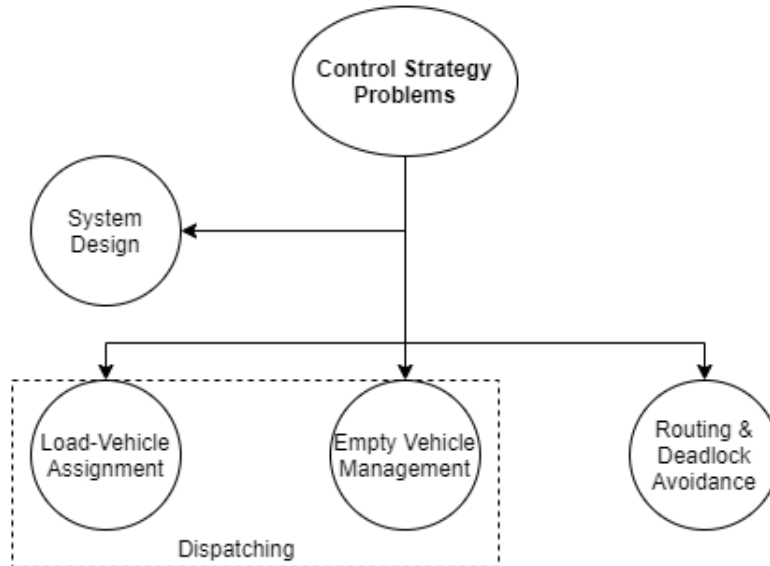 Control Strategy
Problems
System
Design
Load-Vehicle
Assignment
Empty Vehicle
Management
Routing &
Deadlock
Avoidance
Dispatching